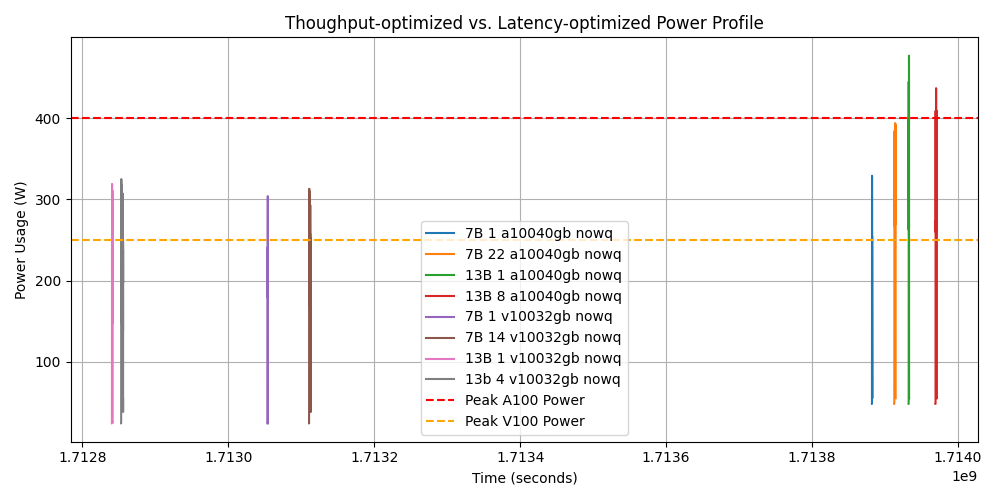 Thoughput-optimized vs. Latency-optimized Power Profile
Power Usage (W)
400
300
200
100
7B 1 a10040gb nowq
7B 22 a10040gb nowq
13B 1 a10040gb nowq
13B 8 a10040gb nowq
7B 1 v10032gb nowq
7B 14 v10032gb nowq
13B 1 v10032gb nowq
13b 4 v10032gb nowq
Peak A100 Power
Peak V100 Power
1.7128 1.7130 1.7132 1.7134 1.7136 1.7138 1.7140
1e9
Time (seconds)